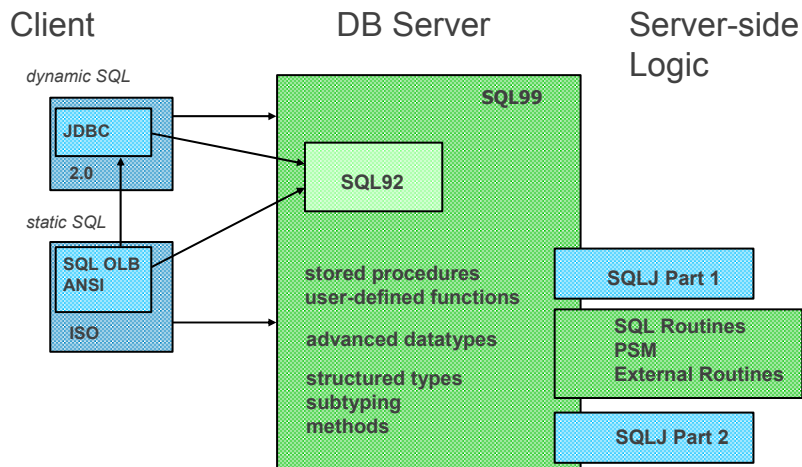 Client
DB Server
Server-side
Logic
dynamic SQL
JDBC
2.0
static SQL
SQL OLB
ANSI
ISO
SQL99
SQL92
stored procedures
user-defined functions
advanced datatypes
structured types
subtyping
methods
SQLJ Part 1
SQL Routines
PSM
External Routines
SQLJ Part 2